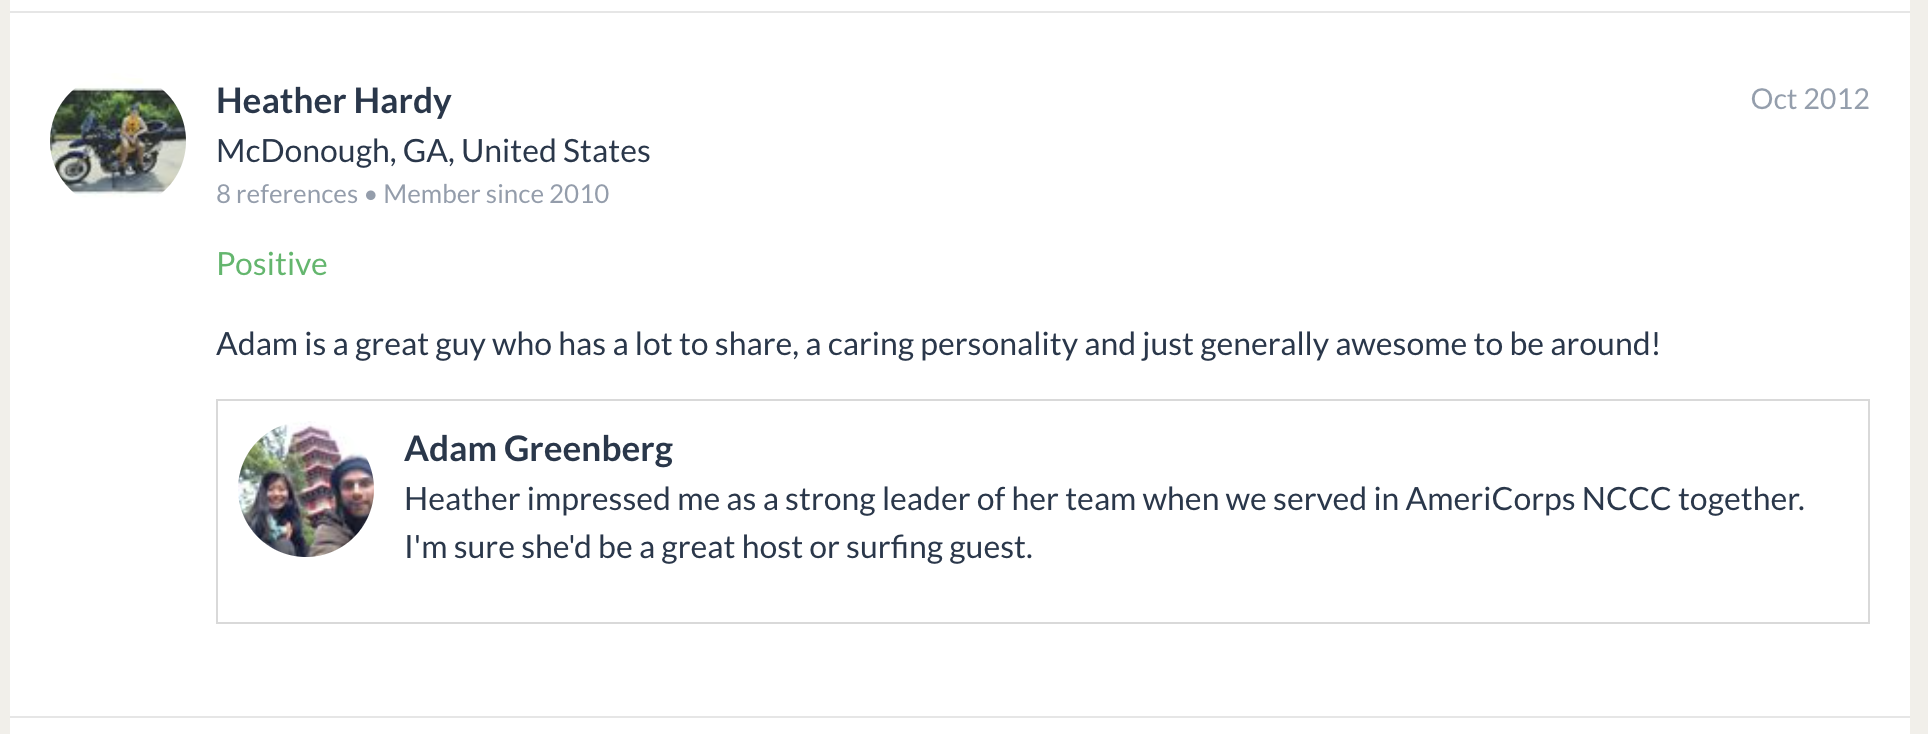 Heather Hardy
Oct 2012
McDonough, GA, United States
8 references • Member since 2010
Positive
Adam is a great guy who has a lot to share, a caring personality and just generally awesome to be around!
Adam Greenberg
Heather impressed me as a strong leader of her team when we served in AmeriCorps NCCC together.
I'm sure she'd be a great host or surfing guest.